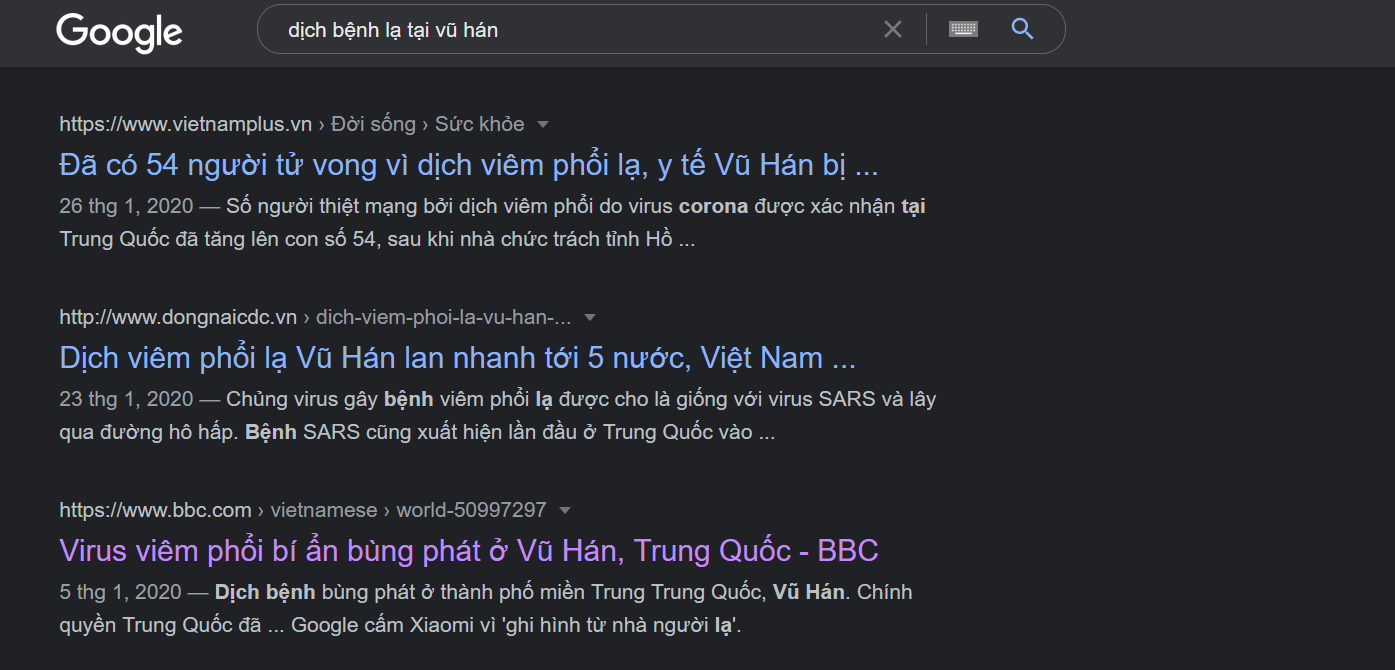 Google
dịch bệnh lạ tại vũ hán
https://www.vietnamplus.vn › Đời sống › Sức khỏe
Đã có 54 người tử vong vì dịch viêm phổi lạ, y tế Vũ Hán bị ...
26 thg 1, 2020 — Số người thiệt mạng bởi dịch viêm phổi do virus corona được xác nhận tại
Trung Quốc đã tăng lên con số 54, sau khi nhà chức trách tỉnh Hồ ...
http://www.dongnaicdc.vn › dich-viem-phoi-la-vu-han-...
Dịch viêm phổi lạ Vũ Hán lan nhanh tới 5 nước, Việt Nam ...
23 thg 1, 2020 — Chủng virus gây bệnh viêm phổi lạ được cho là giống với virus SARS và lây
qua đường hô hấp. Bệnh SARS cũng xuất hiện lần đầu ở Trung Quốc vào ...
https://www.bbc.com › vietnamese › world-50997297
Virus viêm phổi bí ẩn bùng phát ở Vũ Hán, Trung Quốc - BBC
5 thg 1, 2020 — Dịch bệnh bùng phát ở thành phố miền Trung Trung Quốc, Vũ Hán. Chính
quyền Trung Quốc đã ... Google cấm Xiaomi vì 'ghi hình từ nhà người lạ'.